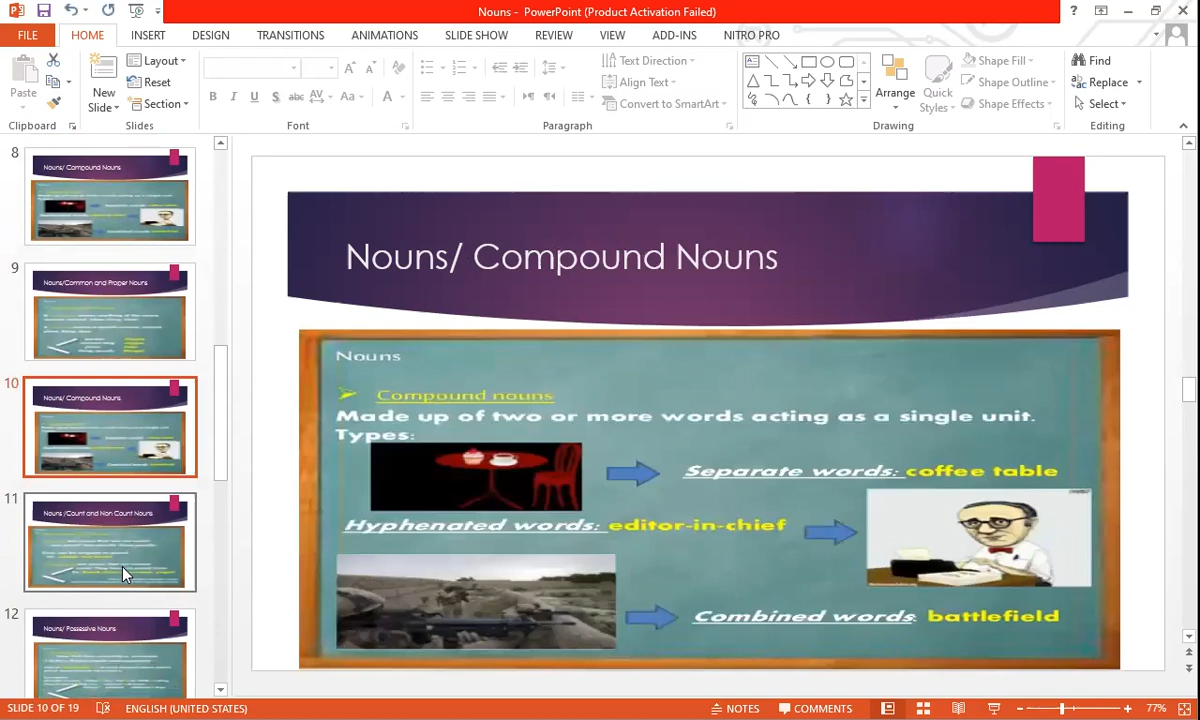 Nouns - PowerPoint (Product Activation Failed)
FILE HOME INSERT DESIGN TRANSITIONS ANIMATIONS SLIDE SHOW REVIEW VIEW ADD-INS NITRO PRO
Paste
Clipboard
New Slide
Layout
Reset
Section
Slides
B I U S abc AV Aa A
Font
Text Direction
Align Text
Convert to SmartArt
Paragraph
Arrange
Quick Styles
Shape Fill
Shape Outline
Shape Effects
Drawing
Find
Replace
Select
Editing
8
Nouns/ Compound Nouns
9
Nouns/Common and Proper Nouns
10
Nouns/ Compound Nouns
11
Nouns /Count and Non Count Nouns
12
Nouns/ Possessive Nouns
Nouns/ Compound Nouns
Nouns
Compound nouns
Made up of two or more words acting as a single unit.
Types:
Separate words: coffee table
Hyphenated words: editor-in-chief
Combined words: battlefield
SLIDE 10 OF 19 ENGLISH (UNITED STATES) NOTES COMMENTS 77%